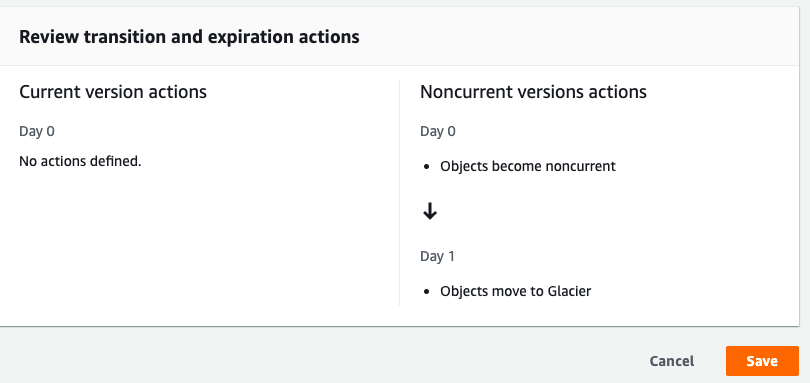 Review transition and expiration actions
Current version actions
Day 0
No actions defined.
Noncurrent versions actions
Day 0
Objects become noncurrent
Day 1
Objects move to Glacier
Cancel
Save